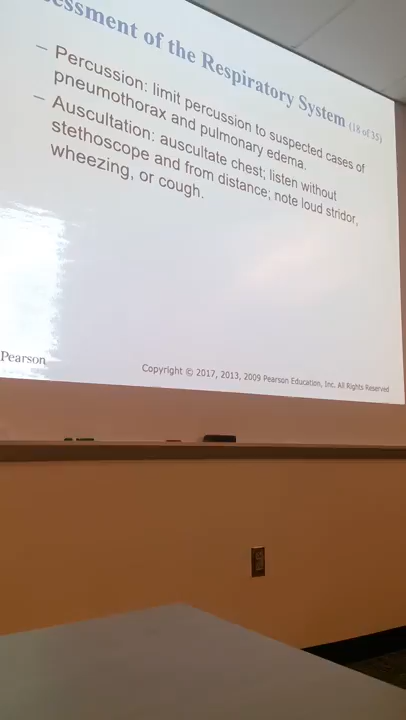 essment of the Respiratory System (18 of 35)
– Percussion: limit percussion to suspected cases of
pneumothorax and pulmonary edema.
– Auscultation: auscultate chest; listen without
stethoscope and from distance; note loud stridor,
wheezing, or cough.
Pearson
Copyright © 2017, 2013, 2009 Pearson Education, Inc. All Rights Reserved